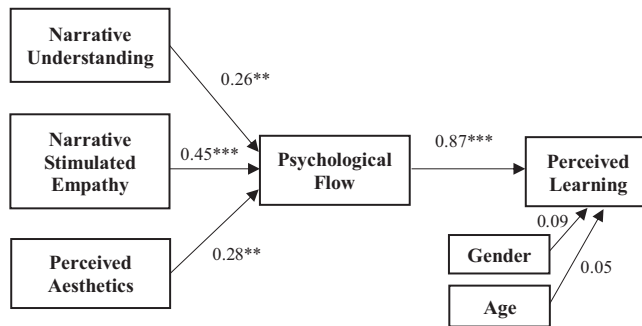 Narrative
Understanding
0.26**
Narrative
Stimulated
Empathy
0.45***
Psychological
Flow
0.87***
Perceived
Learning
Perceived
Aesthetics
0.28**
Gender
0.09
Age
0.05